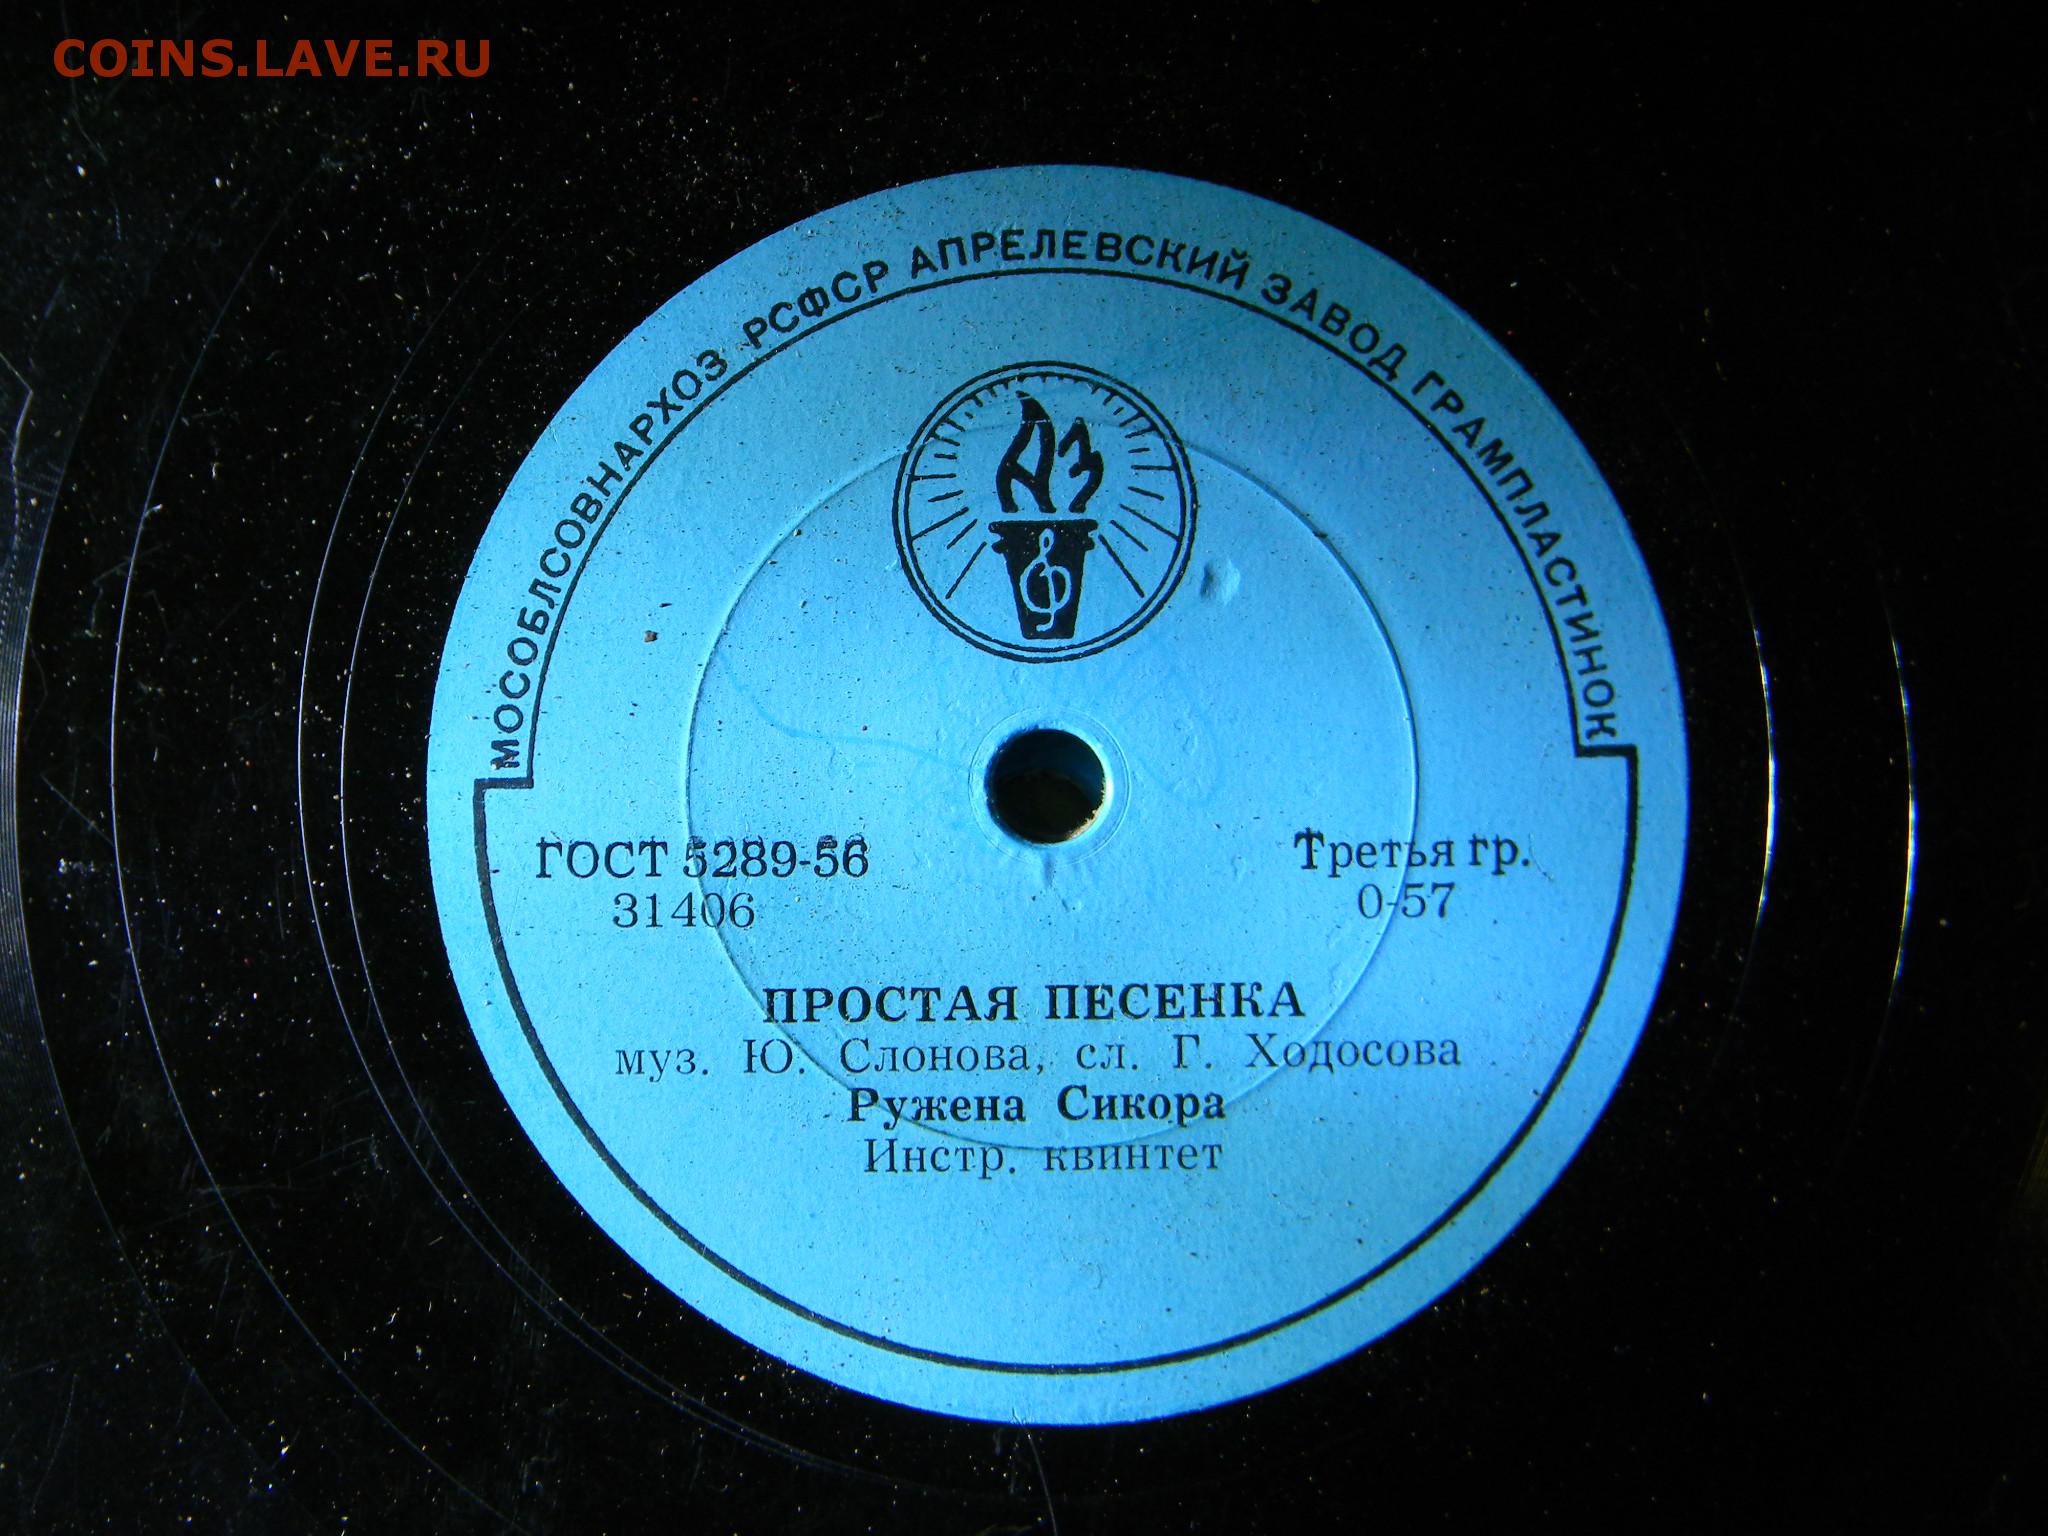 COINS.LAVE.RU
МОСОБЛСОВНАРХОЗ РСФСР АПРЕЛЕВСКИЙ ЗАВОД ГРАМПЛАСТИНОК
АЗ
ГОСТ 5289-56
31406
Третья гр.
0-57
ПРОСТАЯ ПЕСЕНКА
муз. Ю. Слонова, сл. Г. Ходосова
Ружена Сикора
Инстр. квинтет